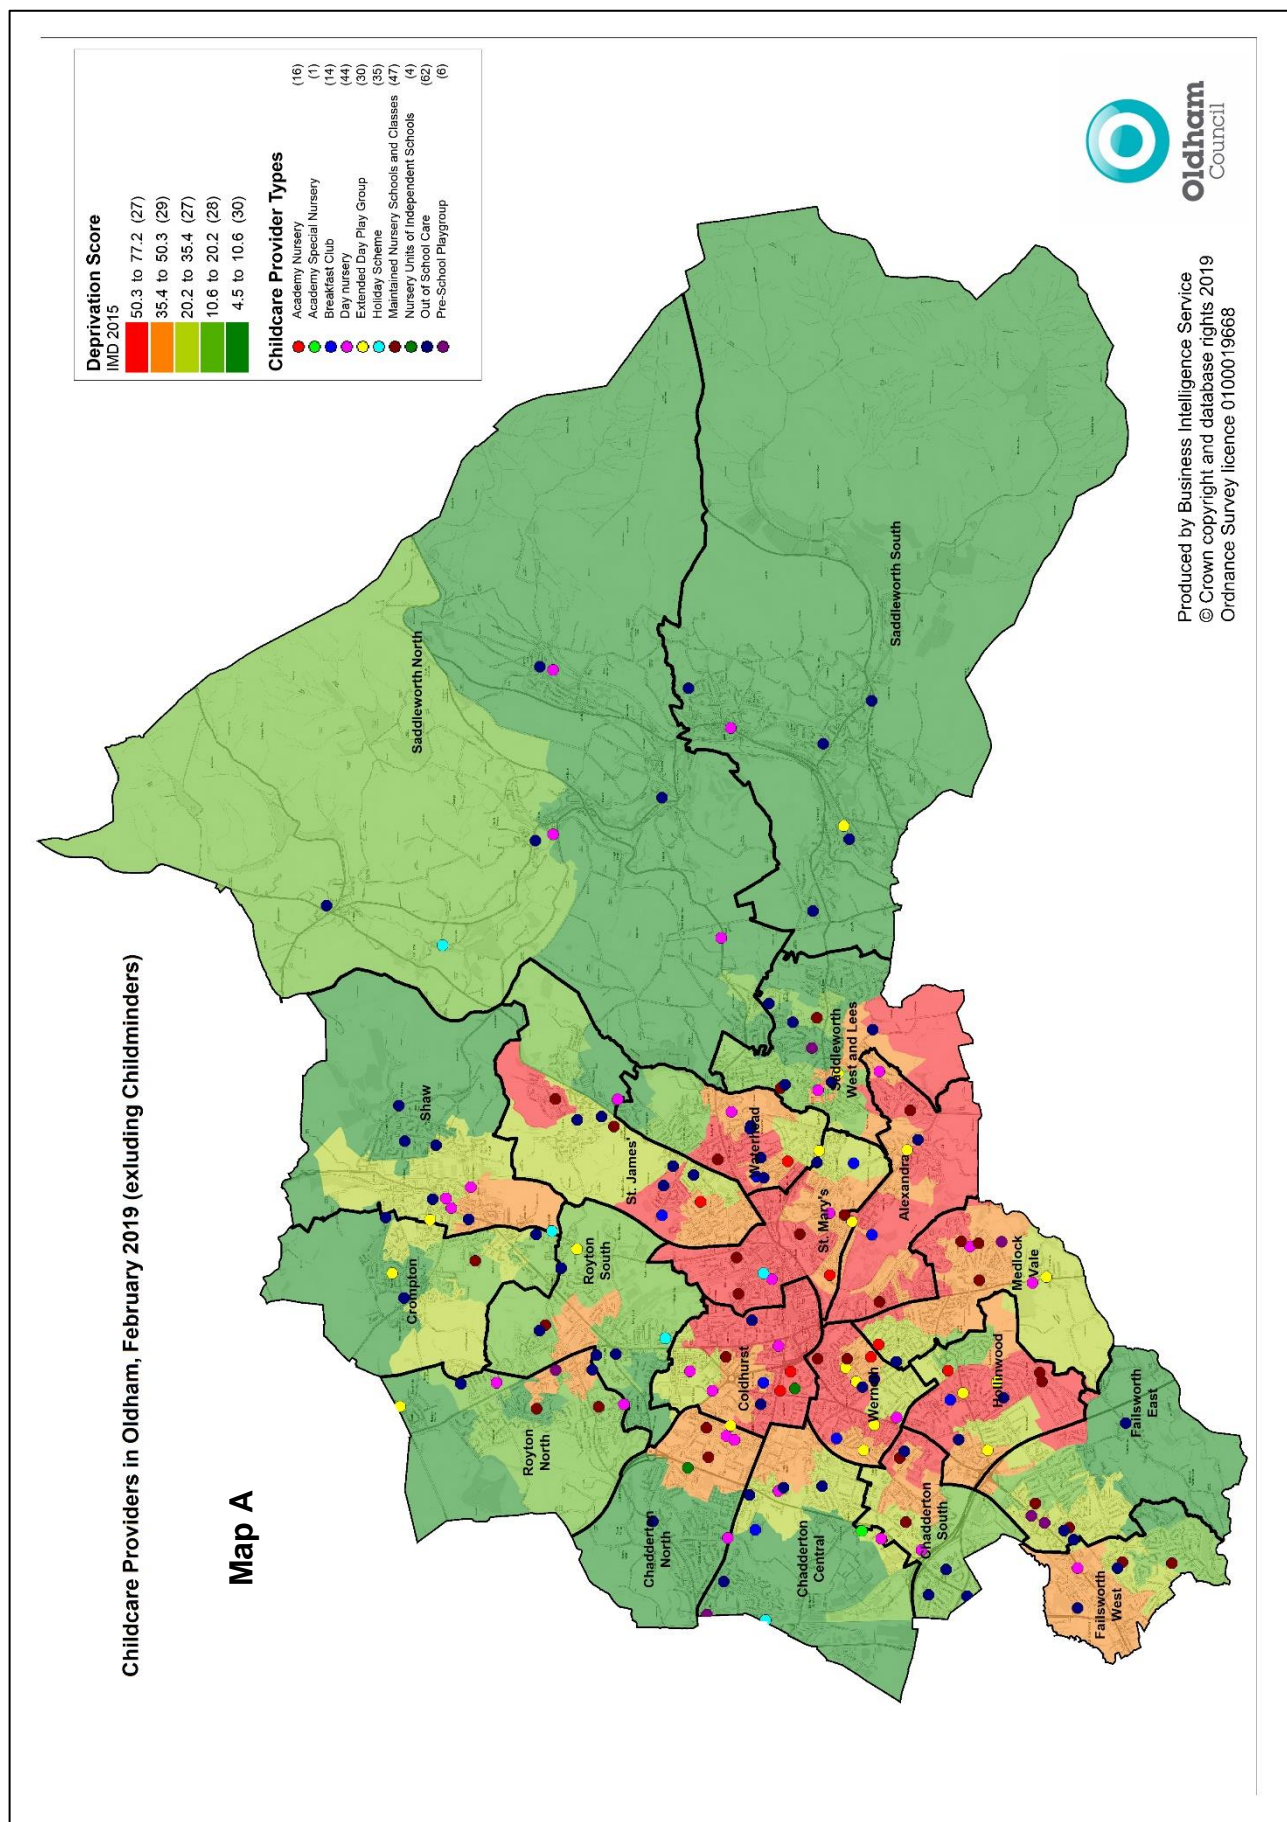 Childcare Providers in Oldham, February 2019 (exluding Childminders)
Map A
Deprivation Score
IMD 2015
50.3 to 77.2 (27)
35.4 to 50.3 (29)
20.2 to 35.4 (27)
10.6 to 20.2 (28)
4.5 to 10.6 (30)
Childcare Provider Types
Academy Nursery (16)
Academy Special Nursery (1)
Breakfast Club (14)
Day nursery (44)
Extended Day Play Group (30)
Holiday Scheme (35)
Maintained Nursery Schools and Classes (47)
Nursery Units of Independent Schools (4)
Out of School Care (62)
Pre-School Playgroup (6)
Saddleworth North
Shaw
Crompton
St. James'
Royton
South
Royton
North
Waterhead
Coldhurst
Chadderton
North
Saddleworth South
Saddleworth
West and Lees
St. Mary's
Alexandra
Werneth
Chadderton
Central
Chadderton
South
Medlock
Vale
Hollinwood
Failsworth
East
Failsworth
West
Oldham
Council
Produced by Business Intelligence Service
© Crown copyright and database rights 2019
Ordnance Survey licence 0100019668